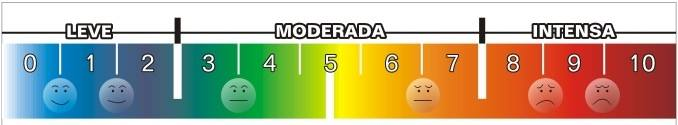 LEVE MODERADA INTENSA
0 1 2 3 4 5 6 7 8 9 10